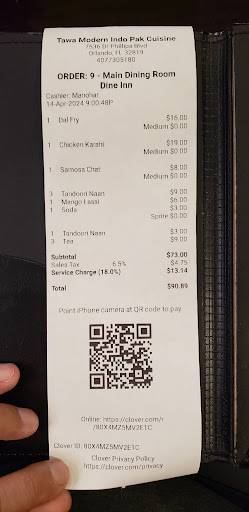 Tawa Modern Indo Pak Cuisine
7536 Dr Phillips Blvd
Orlando, FL 32819
4077305180
ORDER: 9 - Main Dining Room
Dine Inn
Cashier: Manohar
14-Apr-2024 9:00:48P
1 Dal Fry $16.00
Medium $0.00
1 Chicken Karahi $19.00
Medium $0.00
1 Samosa Chat $8.00
Medium $0.00
3 Tandoori Naan $9.00
1 Mango Lassi $6.00
1 Soda $3.00
Sprite $0.00
1 Tandoori Naan $3.00
3 Tea $9.00
Subtotal $73.00
Sales Tax 6.5% $4.75
Service Charge (18.0%) $13.14
Total $90.89
Point iPhone camera at QR code to pay
Online: https://clover.com/r
/80X4MZ5MV2E1C
Clover ID: 80X4MZ5MV2E1C
Clover Privacy Policy
https://clover.com/privacy